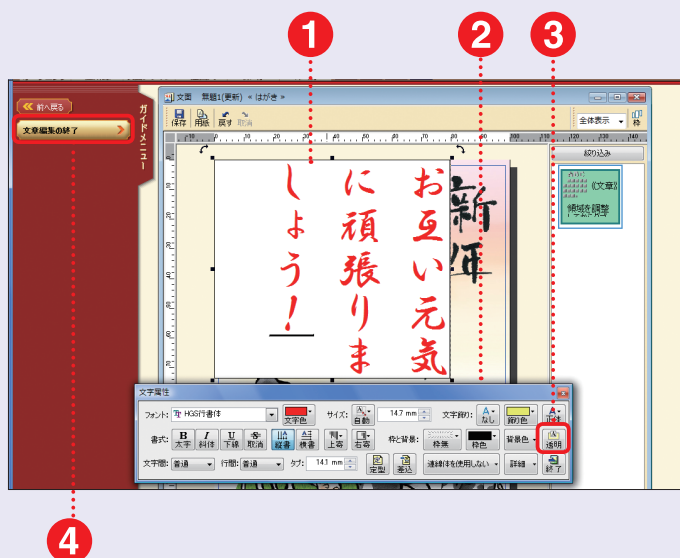 1
2
3
前へ戻る
文章編集の終了
ガイドメニュー
文面 無題1(更新) < はがき >
保存 用紙 戻す 取消
全体表示
枠
絞り込み
《文章》
領域を調整
お互い元気
に頑張りま
しょう!
新年
文字属性
フォント: HGS行書体
文字色
サイズ:
自動
14.7 mm
文字飾り:
なし
飾り色
正体
書式:
太字 斜体 下線 取消 縦書 横書 上寄 右寄
枠と背景:
枠無 枠色 背景色 透明
文字間: 普通
行間: 普通
タブ: 14.1 mm
定型 差込
連綿体を使用しない
詳細
終了
4